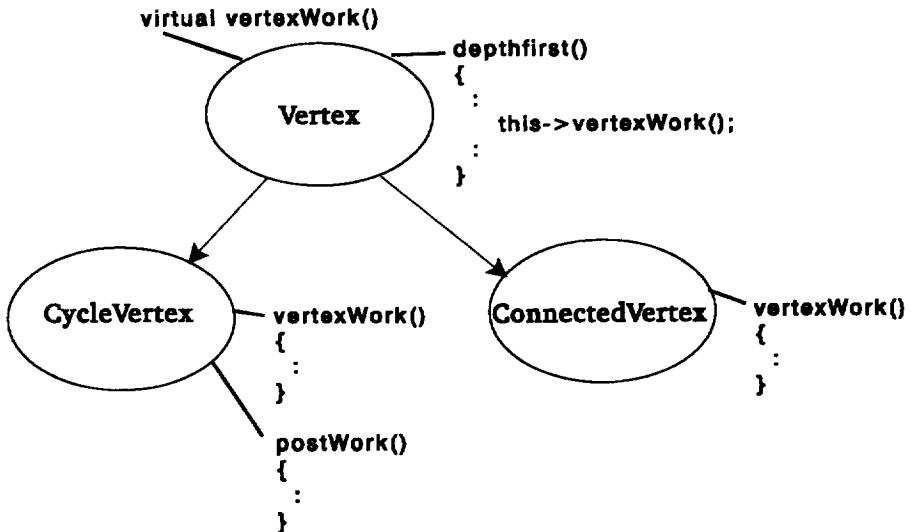 virtual vertexWork()
depthfirst()
{
:
this->vertexWork();
:
}
Vertex
CycleVertex
vertexWork()
{
:
}
postWork()
{
:
}
ConnectedVertex
vertexWork()
{
:
}